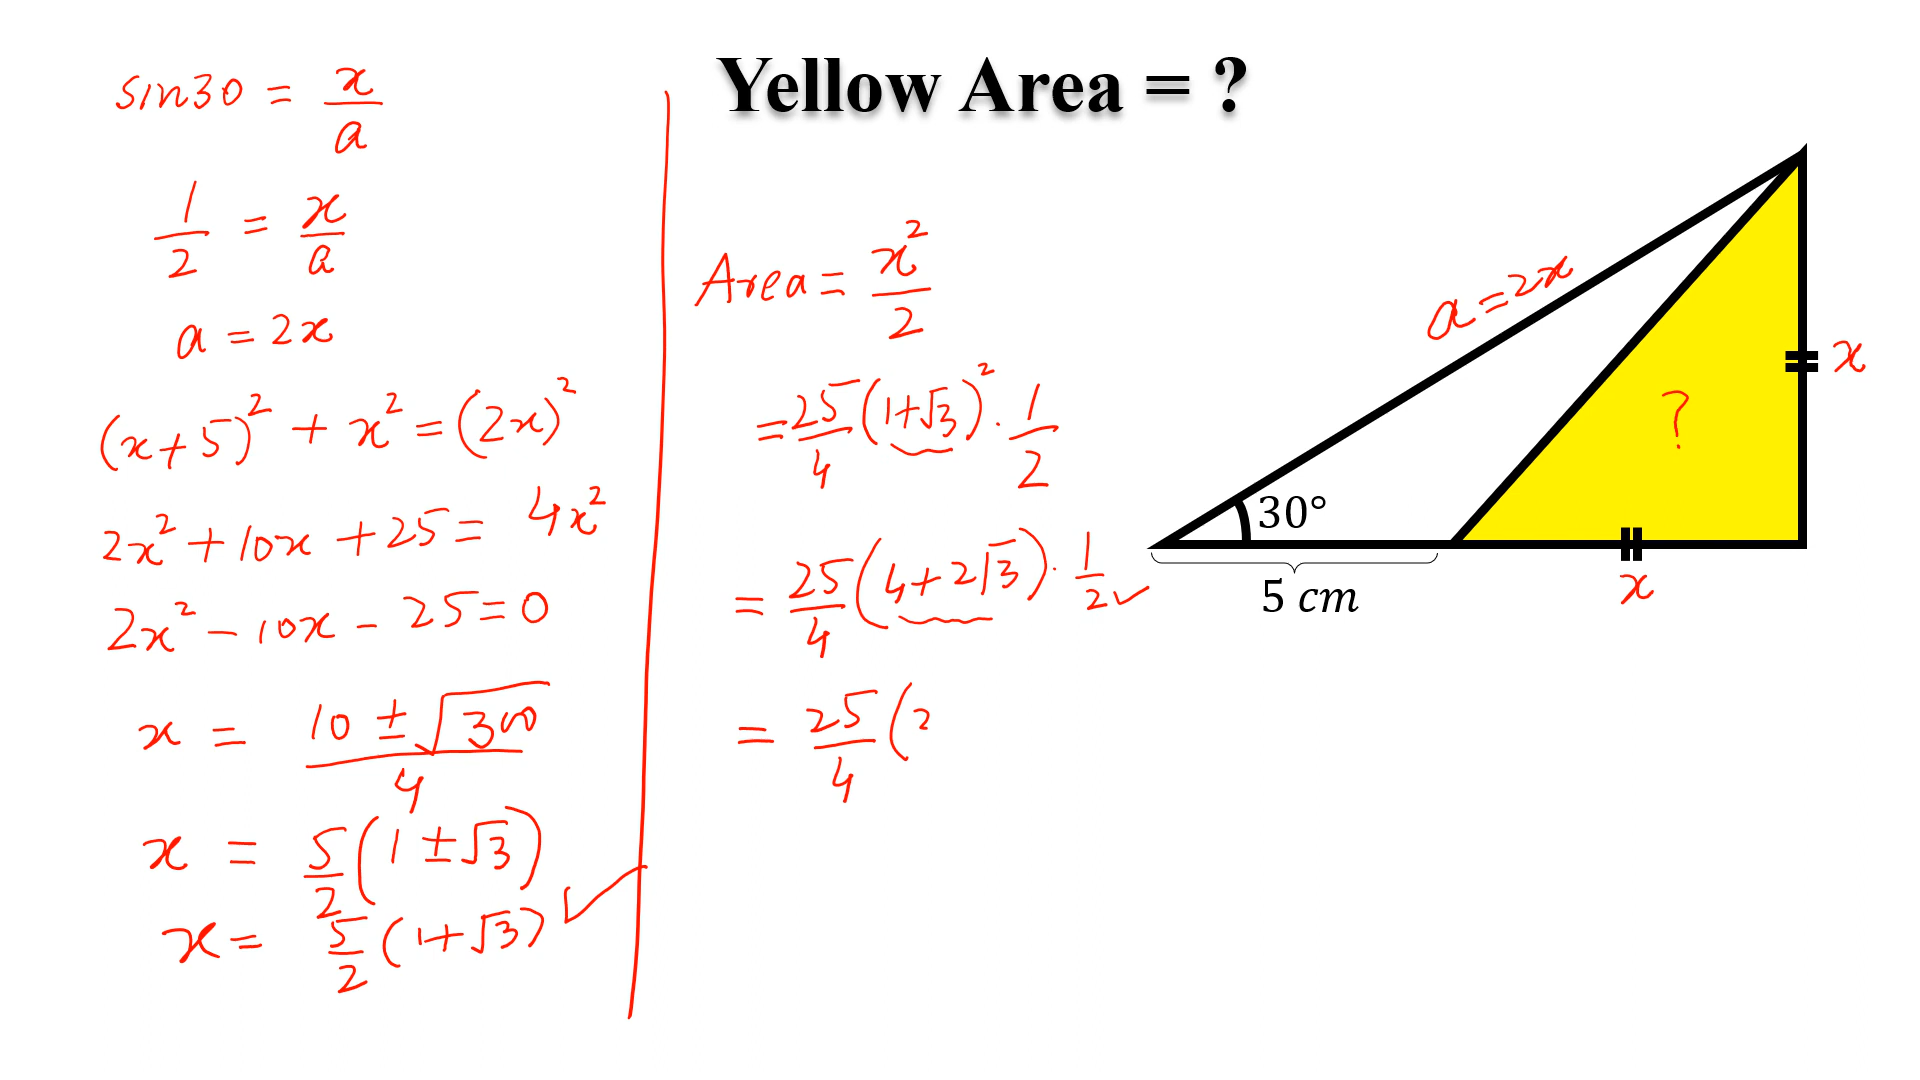 Yellow Area = ?
sin30 = x/a
1/2 = x/a
a = 2x
(x+5)² + x² = (2x)²
2x² + 10x + 25 = 4x²
2x² - 10x - 25 = 0
x = (10 ± √300)/4
x = 5/2 (1 ± √3)
x = 5/2 (1 + √3) ✓
Area = x²/2
= 25/4 (1+√3)² · 1/2
= 25/4 (4+2√3) · 1/2 ✓
= 25/4 (2
a = 2x
x
?
30°
5 cm
x